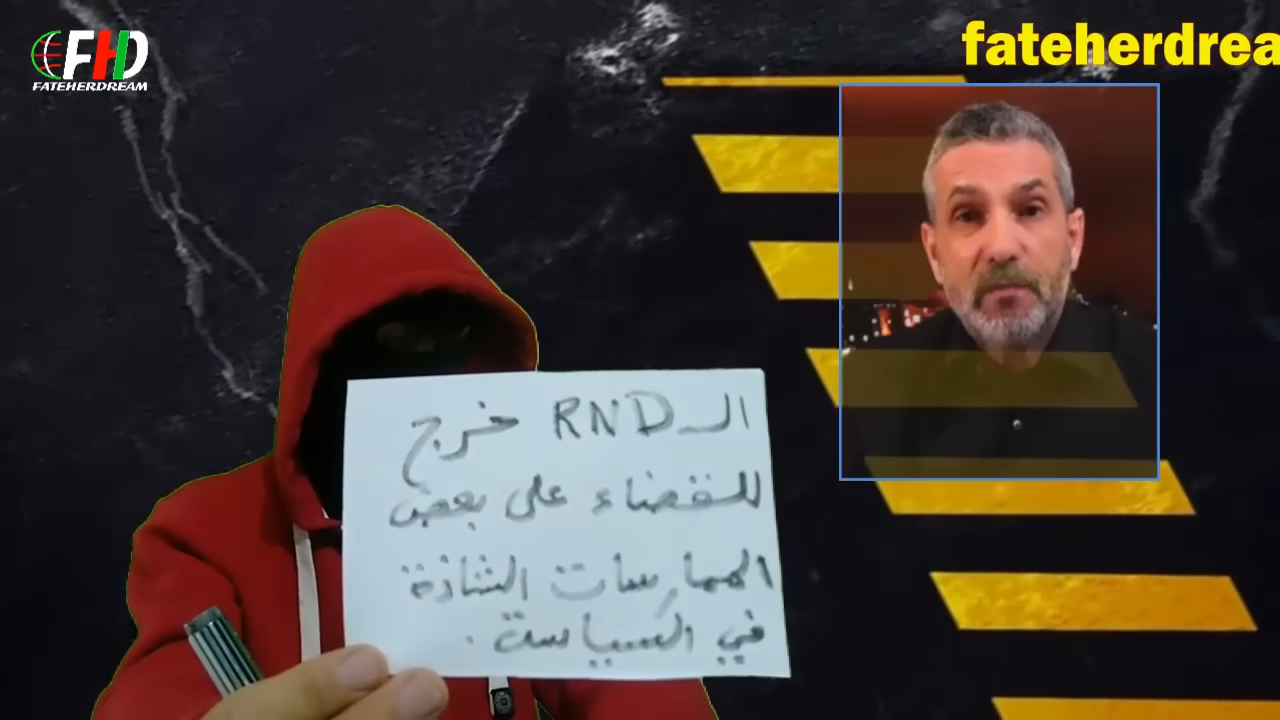 FHD
FATEHERDREAM
fateherdrea
الـ RND خرج
للقضاء على بعض
الممارسات الشاذة
في السياسة .